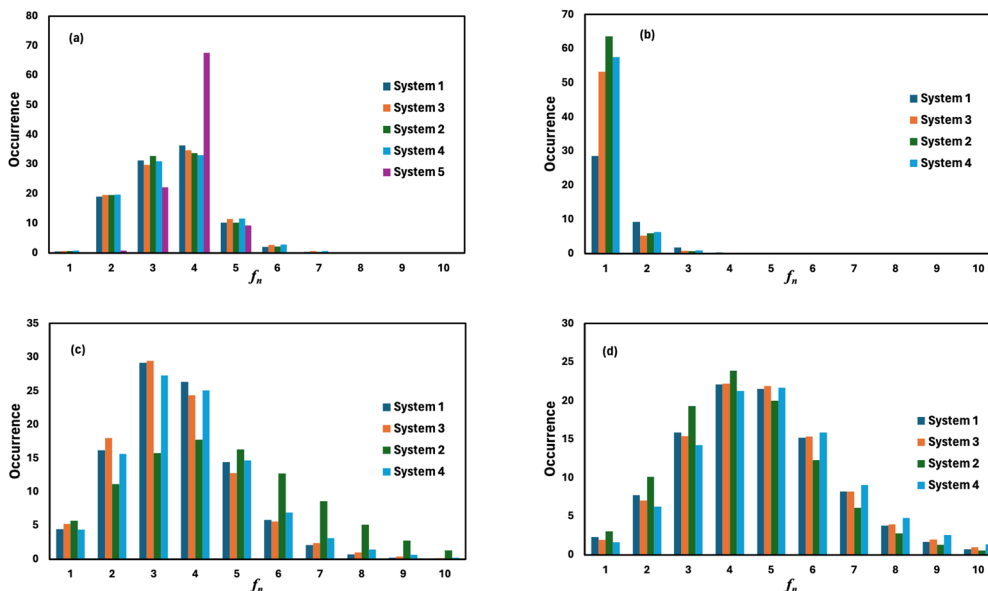 (a)
80
70
60
50
40
30
20
10
0
Occurrence
System 1
System 3
System 2
System 4
System 5
1 2 3 4 5 6 7 8 9 10
fn
(b)
70
60
50
40
30
20
10
0
Occurrence
System 1
System 3
System 2
System 4
1 2 3 4 5 6 7 8 9 10
fn
(c)
35
30
25
20
15
10
5
0
Occurrence
System 1
System 3
System 2
System 4
1 2 3 4 5 6 7 8 9 10
fn
(d)
30
25
20
15
10
5
0
Occurrence
System 1
System 3
System 2
System 4
1 2 3 4 5 6 7 8 9 10
fn